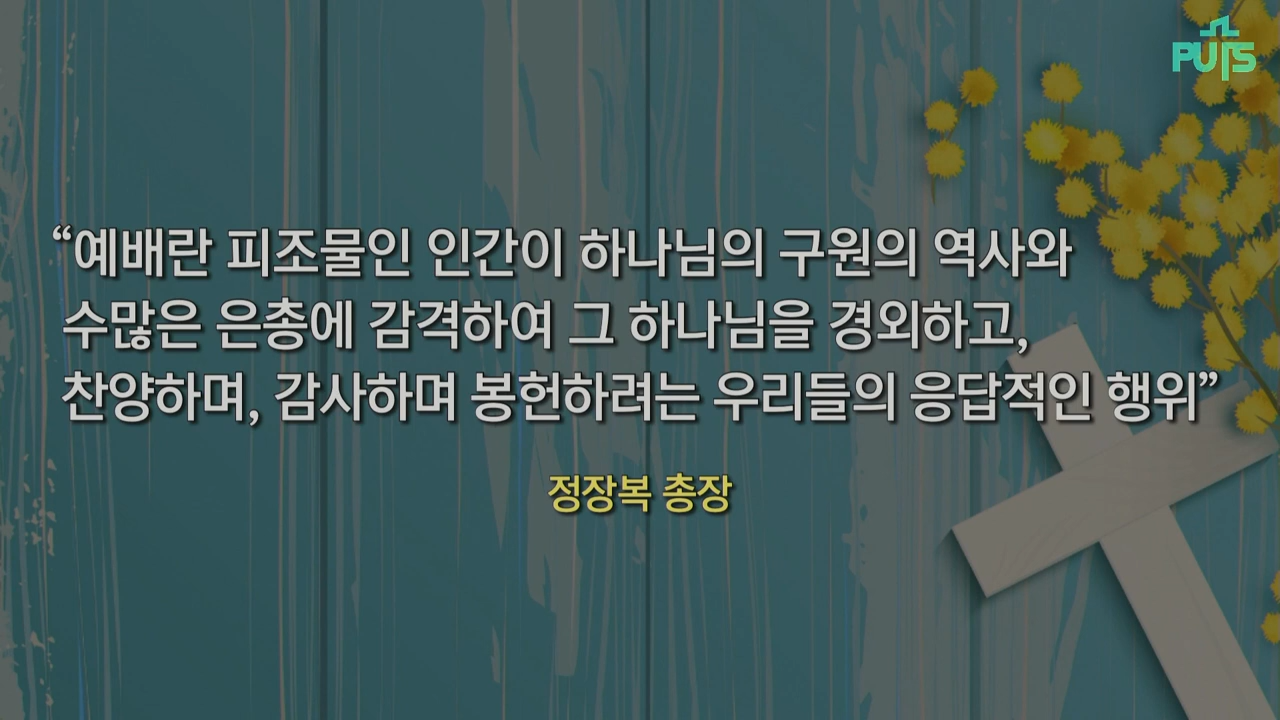 PUTS
“예배란 피조물인 인간이 하나님의 구원의 역사와
수많은 은총에 감격하여 그 하나님을 경외하고,
찬양하며, 감사하며 봉헌하려는 우리들의 응답적인 행위”
정장복 총장